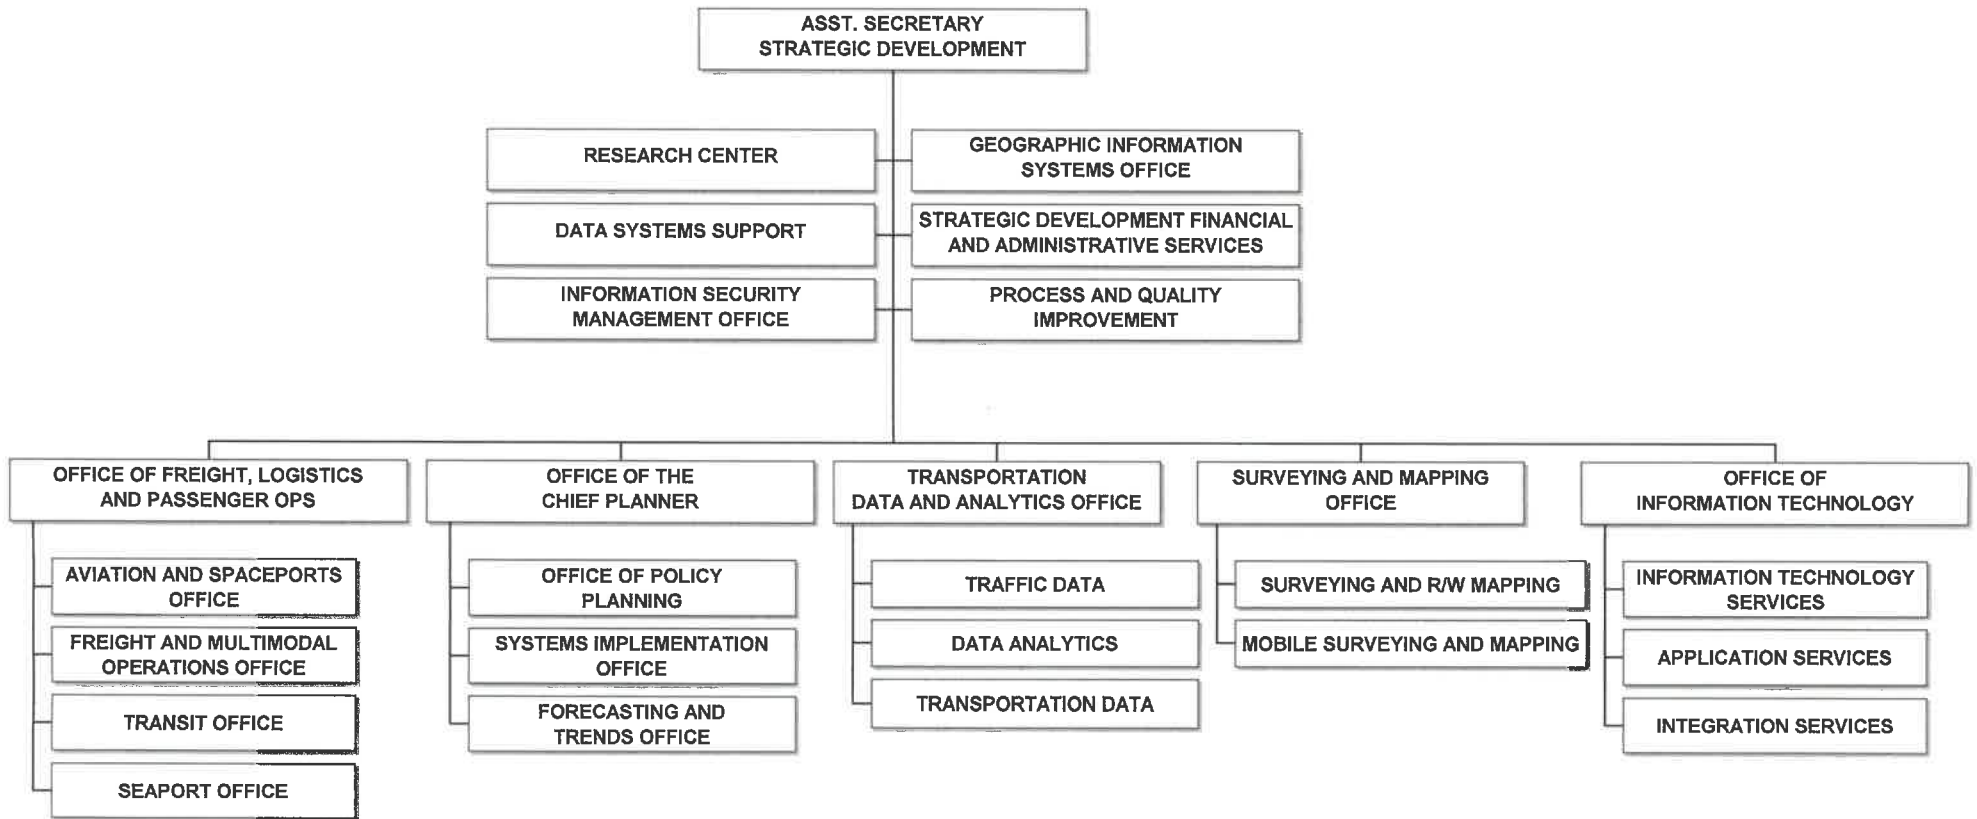 ASST. SECRETARY
STRATEGIC DEVELOPMENT
RESEARCH CENTER
GEOGRAPHIC INFORMATION
SYSTEMS OFFICE
DATA SYSTEMS SUPPORT
STRATEGIC DEVELOPMENT FINANCIAL
AND ADMINISTRATIVE SERVICES
INFORMATION SECURITY
MANAGEMENT OFFICE
PROCESS AND QUALITY
IMPROVEMENT
OFFICE OF FREIGHT, LOGISTICS
AND PASSENGER OPS
AVIATION AND SPACEPORTS
OFFICE
FREIGHT AND MULTIMODAL
OPERATIONS OFFICE
TRANSIT OFFICE
SEAPORT OFFICE
OFFICE OF THE
CHIEF PLANNER
OFFICE OF POLICY
PLANNING
SYSTEMS IMPLEMENTATION
OFFICE
FORECASTING AND
TRENDS OFFICE
TRANSPORTATION
DATA AND ANALYTICS OFFICE
TRAFFIC DATA
DATA ANALYTICS
TRANSPORTATION DATA
SURVEYING AND MAPPING
OFFICE
SURVEYING AND R/W MAPPING
MOBILE SURVEYING AND MAPPING
OFFICE OF
INFORMATION TECHNOLOGY
INFORMATION TECHNOLOGY
SERVICES
APPLICATION SERVICES
INTEGRATION SERVICES